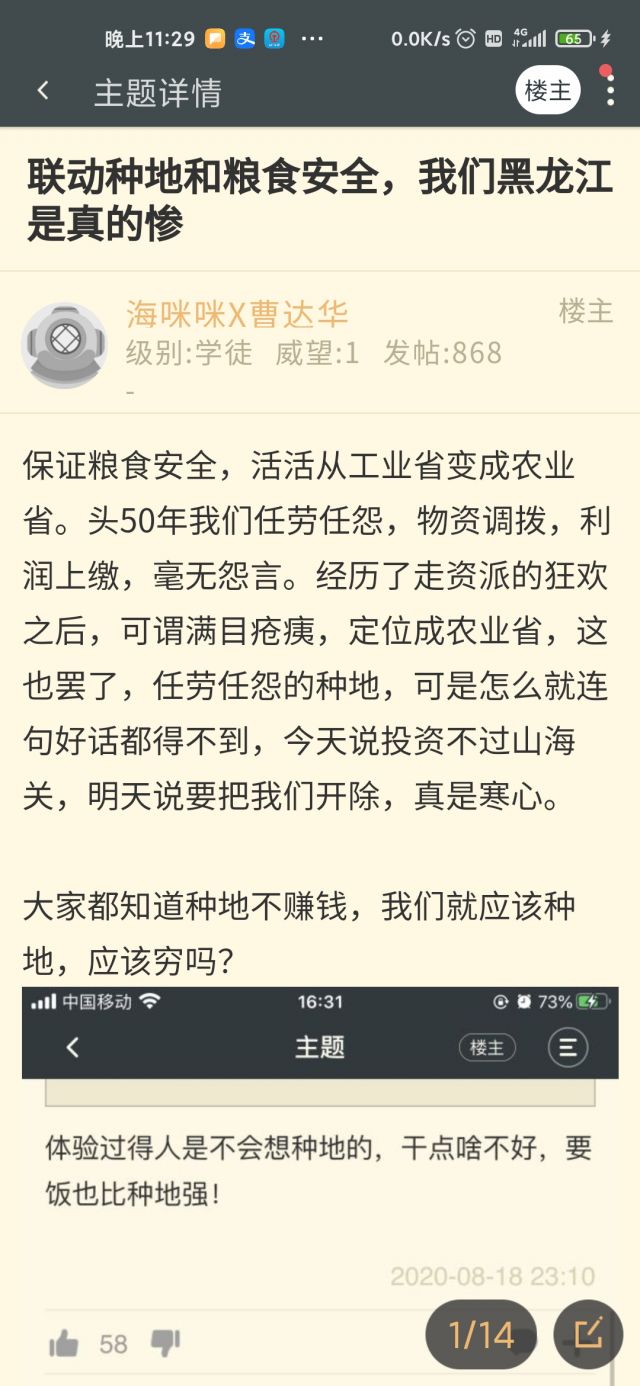 晚上11:29
0.0K/s HD 4G 65
主题详情
楼主
联动种地和粮食安全，我们黑龙江
是真的惨
海咪咪X曹达华
楼主
级别:学徒 威望:1 发帖:868
-
保证粮食安全，活活从工业省变成农业
省。头50年我们任劳任怨，物资调拨，利
润上缴，毫无怨言。经历了走资派的狂欢
之后，可谓满目疮痍，定位成农业省，这
也罢了，任劳任怨的种地，可是怎么就连
句好话都得不到，今天说投资不过山海
关，明天说要把我们开除，真是寒心。
大家都知道种地不赚钱，我们就应该种
地，应该穷吗？
中国移动 16:31 73%
主题
楼主
体验过得人是不会想种地的，干点啥不好，要
饭也比种地强！
2020-08-18 23:10
58
1/14